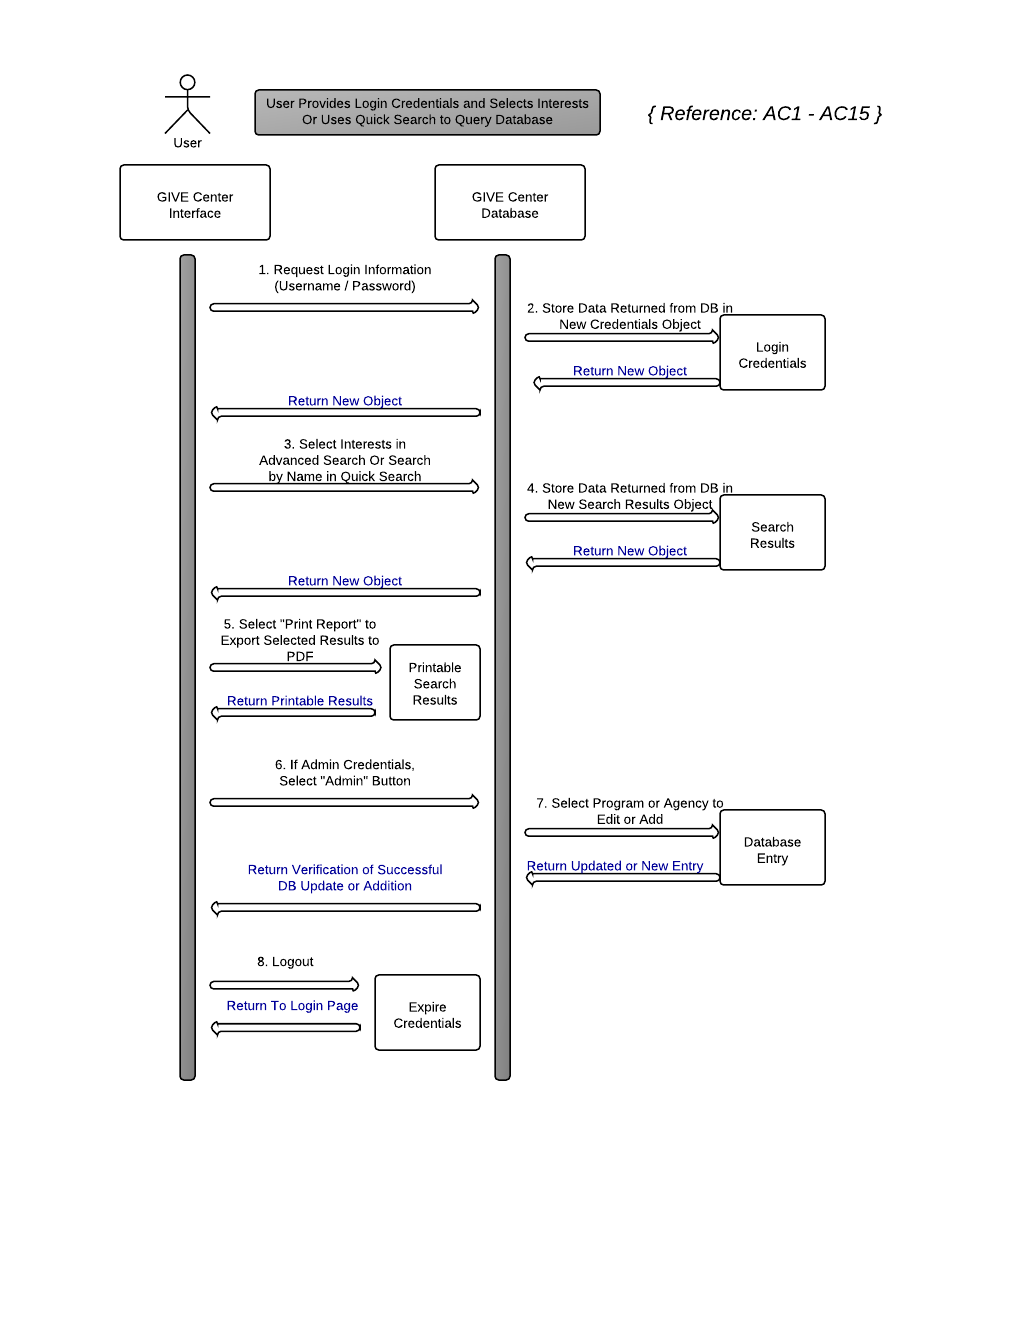 User Provides Login Credentials and Selects Interests
Or Uses Quick Search to Query Database
{ Reference: AC1 - AC15 }
User
GIVE Center
Interface
GIVE Center
Database
1. Request Login Information
(Username / Password)
2. Store Data Returned from DB in
New Credentials Object
Login
Credentials
Return New Object
Return New Object
3. Select Interests in
Advanced Search Or Search
by Name in Quick Search
4. Store Data Returned from DB in
New Search Results Object
Search
Results
Return New Object
Return New Object
5. Select "Print Report" to
Export Selected Results to
PDF
Printable
Search
Results
Return Printable Results
6. If Admin Credentials,
Select "Admin" Button
7. Select Program or Agency to
Edit or Add
Database
Entry
Return Updated or New Entry
Return Verification of Successful
DB Update or Addition
8. Logout
Return To Login Page
Expire
Credentials